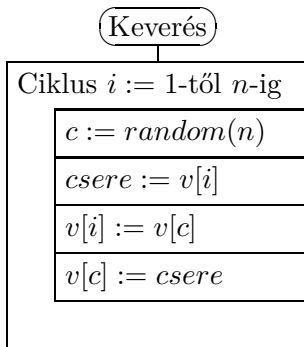 Keverés
Ciklus i := 1-től n-ig
c := random(n)
csere := v[i]
v[i] := v[c]
v[c] := csere